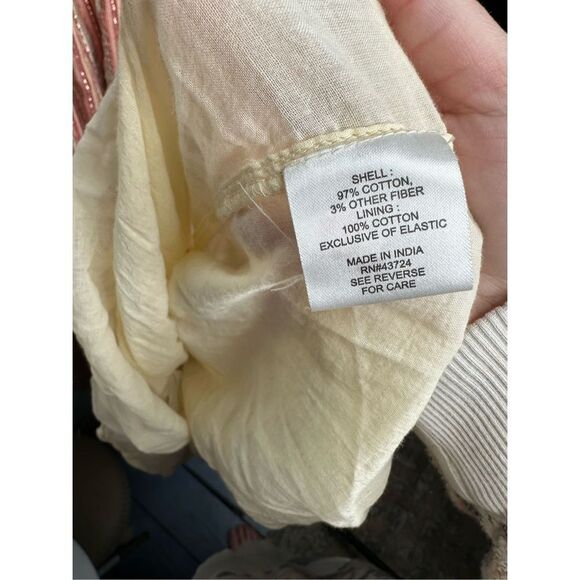 SHELL :
97% COTTON,
3% OTHER FIBER
LINING :
100% COTTON
EXCLUSIVE OF ELASTIC
MADE IN INDIA
RN#43724
SEE REVERSE
FOR CARE